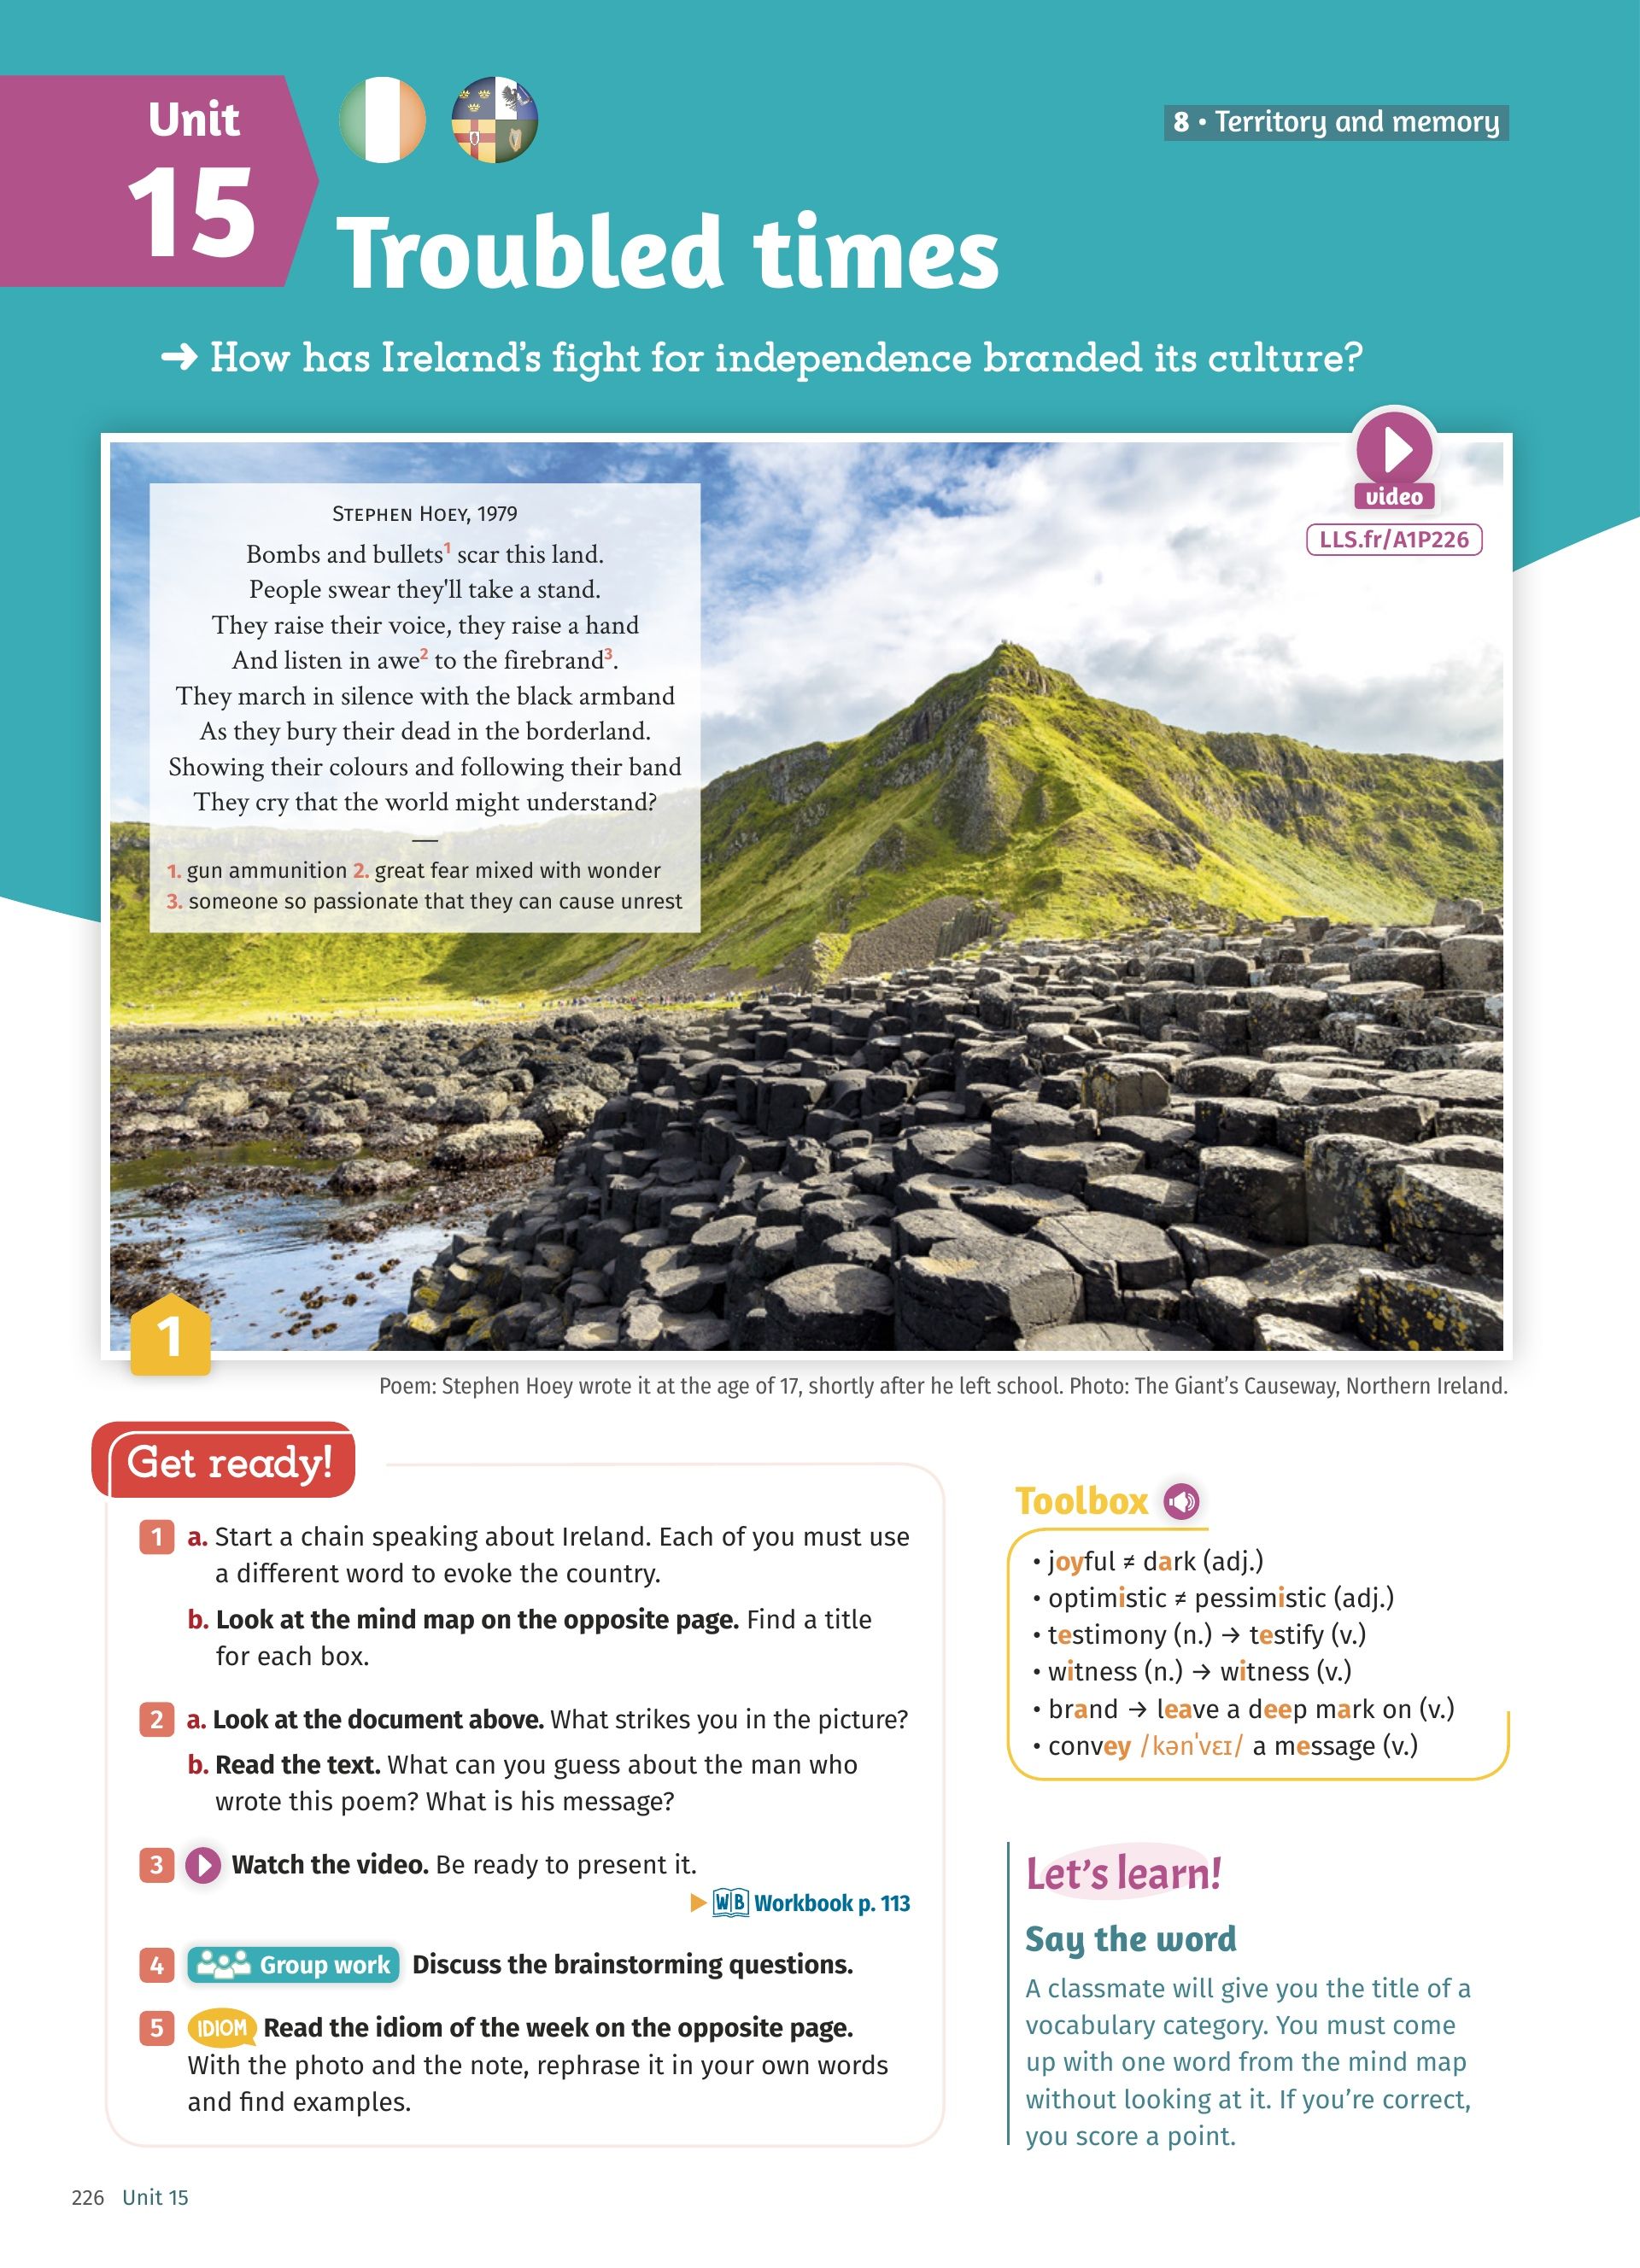 Unit
15
8 • Territory and memory
Troubled times
➜ How has Ireland's fight for independence branded its culture?
video
LLS.fr/A1P226
STEPHEN HOEY, 1979
Bombs and bullets¹ scar this land.
People swear they'll take a stand.
They raise their voice, they raise a hand
And listen in awe² to the firebrand³.
They march in silence with the black armband
As they bury their dead in the borderland.
Showing their colours and following their band
They cry that the world might understand?
1. gun ammunition 2. great fear mixed with wonder
3. someone so passionate that they can cause unrest
1
Poem: Stephen Hoey wrote it at the age of 17, shortly after he left school. Photo: The Giant's Causeway, Northern Ireland.
Get ready!
1 a. Start a chain speaking about Ireland. Each of you must use
a different word to evoke the country.
b. Look at the mind map on the opposite page. Find a title
for each box.
2 a. Look at the document above. What strikes you in the picture?
b. Read the text. What can you guess about the man who
wrote this poem? What is his message?
3 Watch the video. Be ready to present it.
WB Workbook p. 113
4 Group work Discuss the brainstorming questions.
5 IDIOM Read the idiom of the week on the opposite page.
With the photo and the note, rephrase it in your own words
and find examples.
Toolbox
• joyful ≠ dark (adj.)
• optimistic ≠ pessimistic (adj.)
• testimony (n.) → testify (v.)
• witness (n.) → witness (v.)
• brand → leave a deep mark on (v.)
• convey /kənˈvɛɪ/ a message (v.)
Let's learn!
Say the word
A classmate will give you the title of a
vocabulary category. You must come
up with one word from the mind map
without looking at it. If you're correct,
you score a point.
226 Unit 15